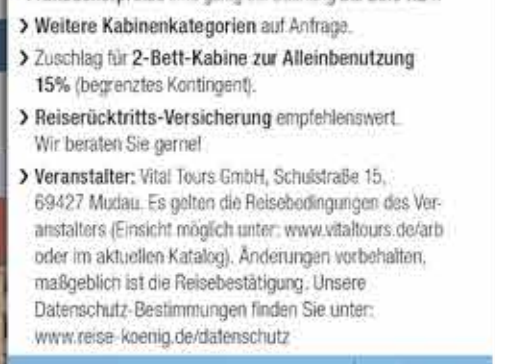 ❯ Weitere Kabinenkategorien auf Anfrage.
❯ Zuschlag für 2-Bett-Kabine zur Alleinbenutzung
15% (begrenztes Kontingent).
❯ Reiserücktritts-Versicherung empfehlenswert.
Wir beraten Sie gerne!
❯ Veranstalter: Vital Tours GmbH, Schulstraße 15,
69427 Mudau. Es gelten die Reisebedingungen des Ver-
anstalters (Einsicht möglich unter: www.vitaltours.de/arb
oder im aktuellen Katalog). Änderungen vorbehalten,
maßgeblich ist die Reisebestätigung. Unsere
Datenschutz-Bestimmungen finden Sie unter:
www.reise-koenig.de/datenschutz